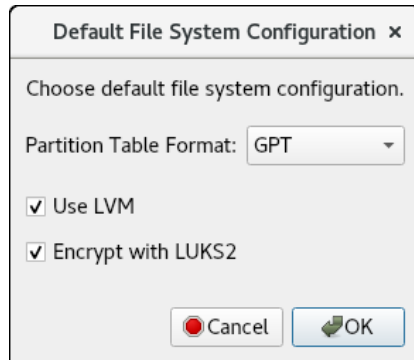 Default File System Configuration ×
Choose default file system configuration.
Partition Table Format: GPT
Use LVM
Encrypt with LUKS2
Cancel OK